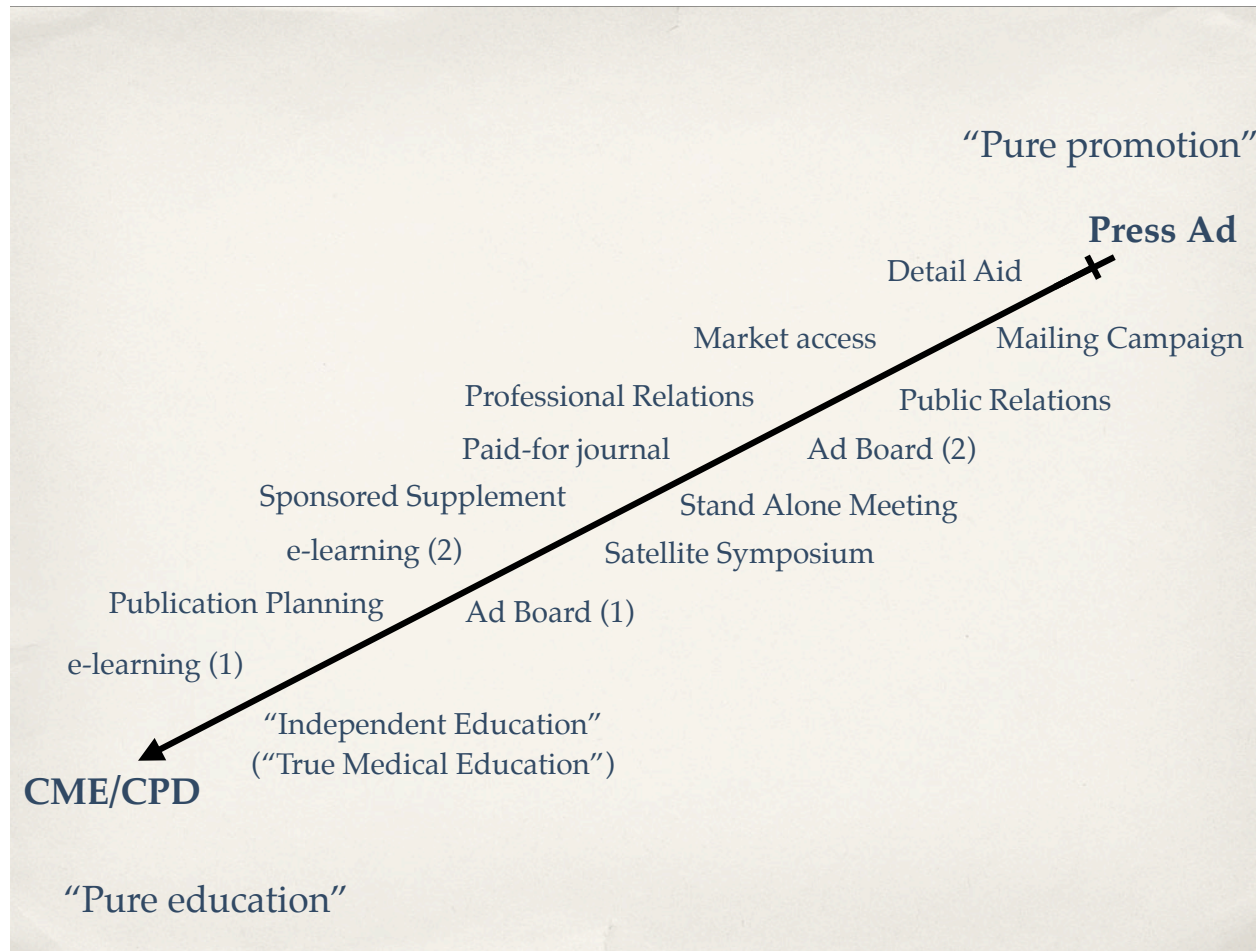 “Pure promotion”
Press Ad
Detail Aid
Market access
Mailing Campaign
Professional Relations
Public Relations
Paid-for journal
Ad Board (2)
Sponsored Supplement
Stand Alone Meeting
e-learning (2)
Satellite Symposium
Publication Planning
Ad Board (1)
e-learning (1)
“Independent Education”
(“True Medical Education”)
CME/CPD
“Pure education”